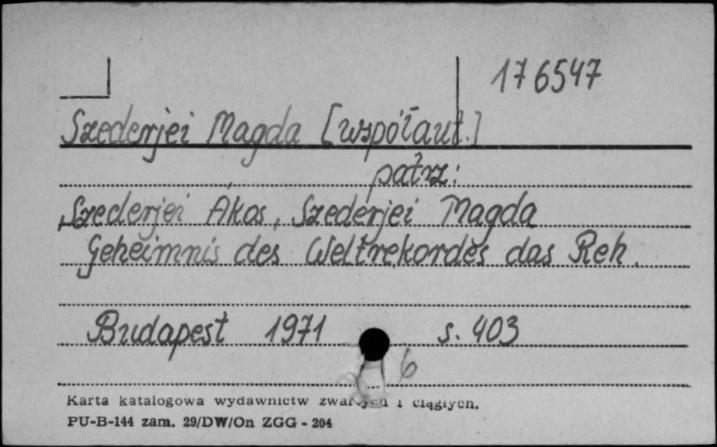 176547
Szederjei Magda [współaut.]
patrz:
Szederjei Ákos, Szederjei Magda
Geheimnis des Weltrekordes das Reh.
Budapest 1971 s. 403
6
Karta katalogowa wydawnictw zwartych i ciągłych.
PU-B-144 zam. 29/DW/On ZGG - 204